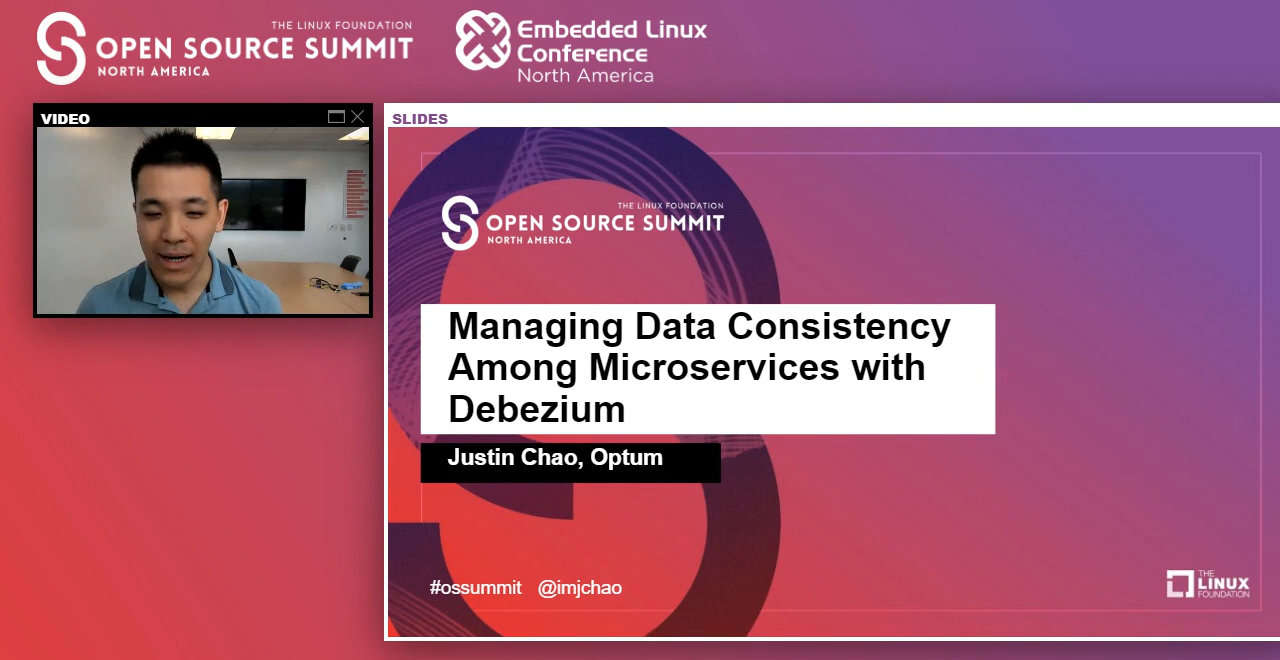 THE LINUX FOUNDATION
OPEN SOURCE SUMMIT
NORTH AMERICA
Embedded Linux
Conference
North America
VIDEO
SLIDES
THE LINUX FOUNDATION
OPEN SOURCE SUMMIT
NORTH AMERICA
Managing Data Consistency
Among Microservices with
Debezium
Justin Chao, Optum
#ossummit @imjchao
THE
LINUX
FOUNDATION